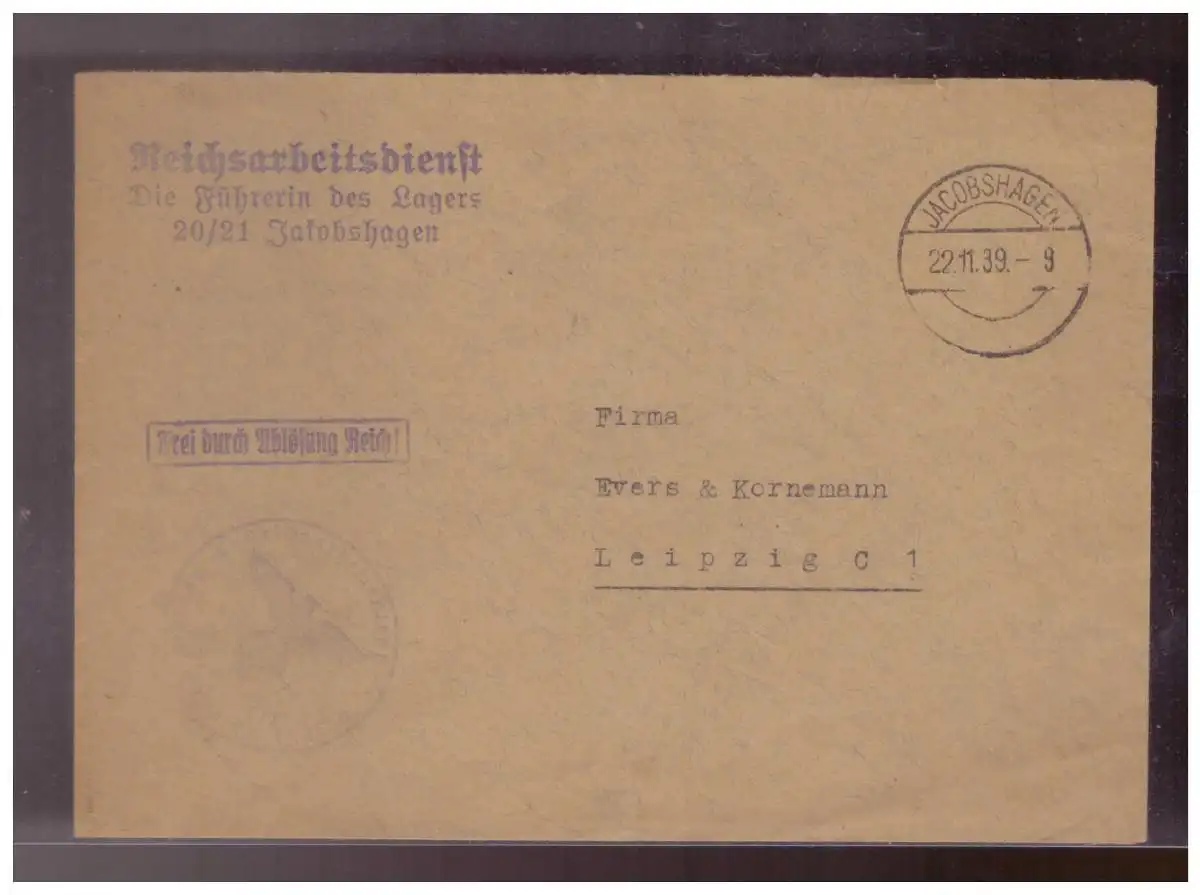 Reichsarbeitsdienst
Die Führerin des Lagers
20/21 Jakobshagen
JACOBSHAGEN
22.11.39.- 9
Frei durch Ablösung Reich!
Firma
Evers & Kornemann
Leipzig C 1